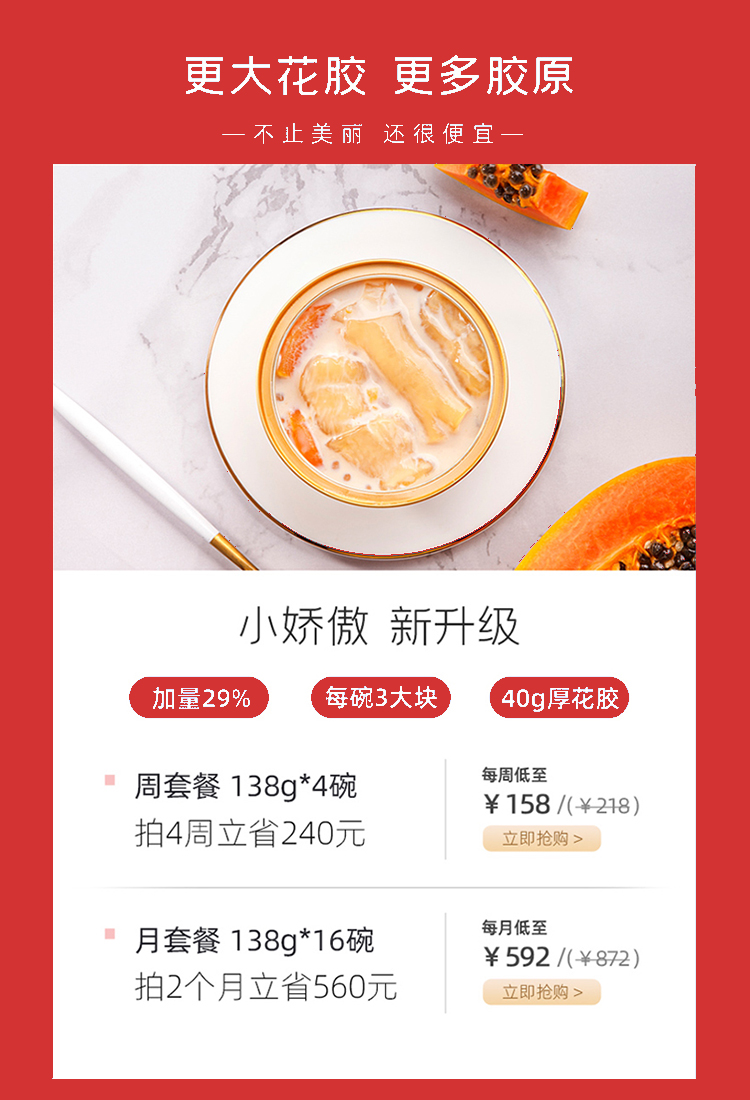 更大花胶 更多胶原
—不止美丽 还很便宜—
小娇傲 新升级
加量29% 每碗3大块 40g厚花胶
周套餐 138g*4碗
拍4周立省240元
每周低至
￥158 /(￥218)
立即抢购 >
月套餐 138g*16碗
拍2个月立省560元
每月低至
￥592 /(￥872)
立即抢购 >